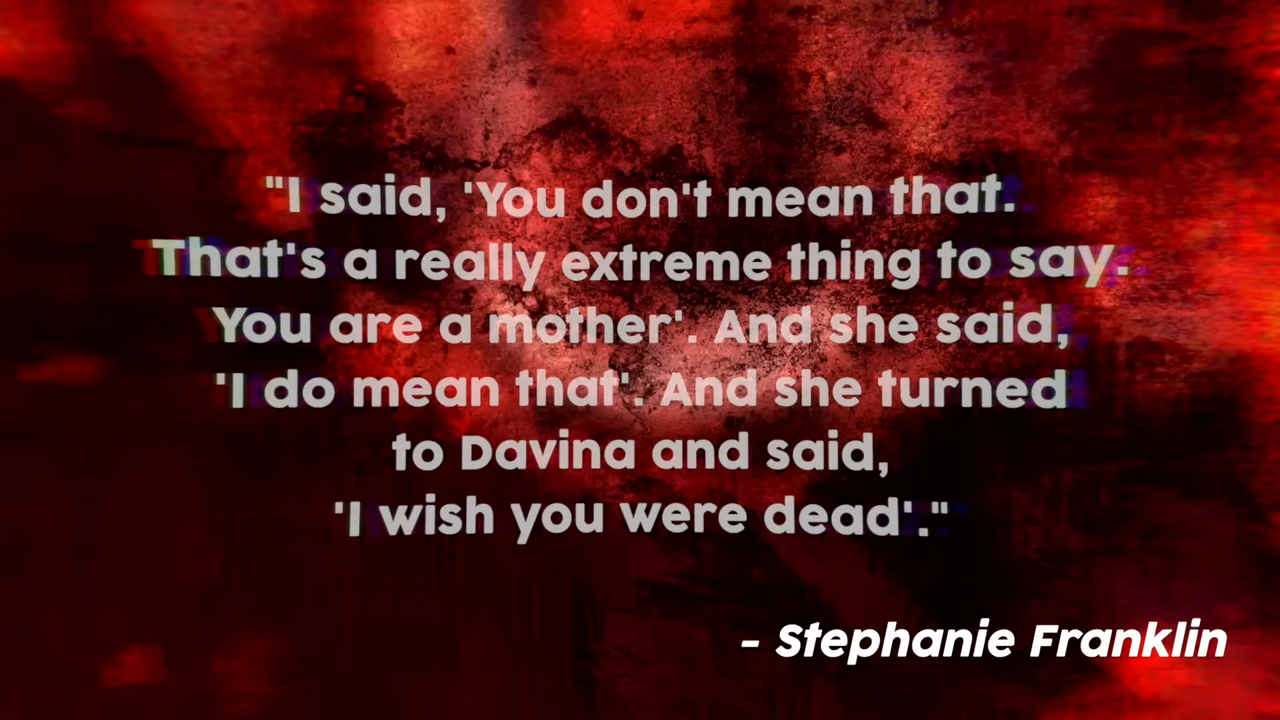 "I said, 'You don't mean that.
That's a really extreme thing to say.
You are a mother'. And she said,
'I do mean that'. And she turned
to Davina and said,
'I wish you were dead'."
- Stephanie Franklin